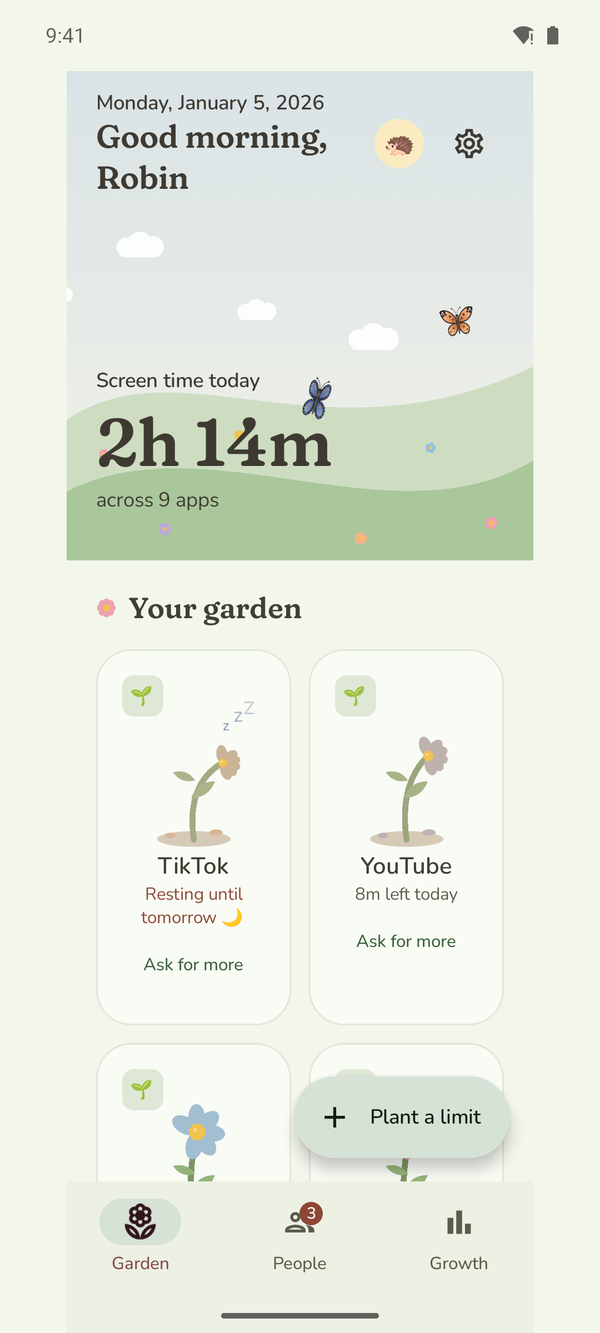 9:41
Monday, January 5, 2026
Good morning,
Robin
Screen time today
2h 14m
across 9 apps
Your garden
z z Z
TikTok
Resting until
tomorrow 🌙
Ask for more
YouTube
8m left today
Ask for more
Plant a limit
3
Garden
People
Growth